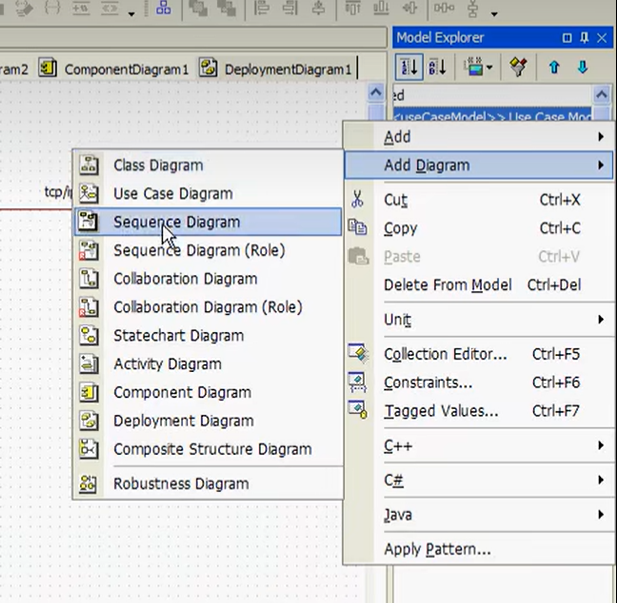 Model Explorer
ram2 ComponentDiagram1 DeploymentDiagram1
ed
<<useCaseModel>> Use Case Mod
tcp/ip
Add
Add Diagram
Cut Ctrl+X
Copy Ctrl+C
Paste Ctrl+V
Delete From Model Ctrl+Del
Unit
Collection Editor... Ctrl+F5
Constraints... Ctrl+F6
Tagged Values... Ctrl+F7
C++
C#
Java
Apply Pattern...
Class Diagram
Use Case Diagram
Sequence Diagram
Sequence Diagram (Role)
Collaboration Diagram
Collaboration Diagram (Role)
Statechart Diagram
Activity Diagram
Component Diagram
Deployment Diagram
Composite Structure Diagram
Robustness Diagram